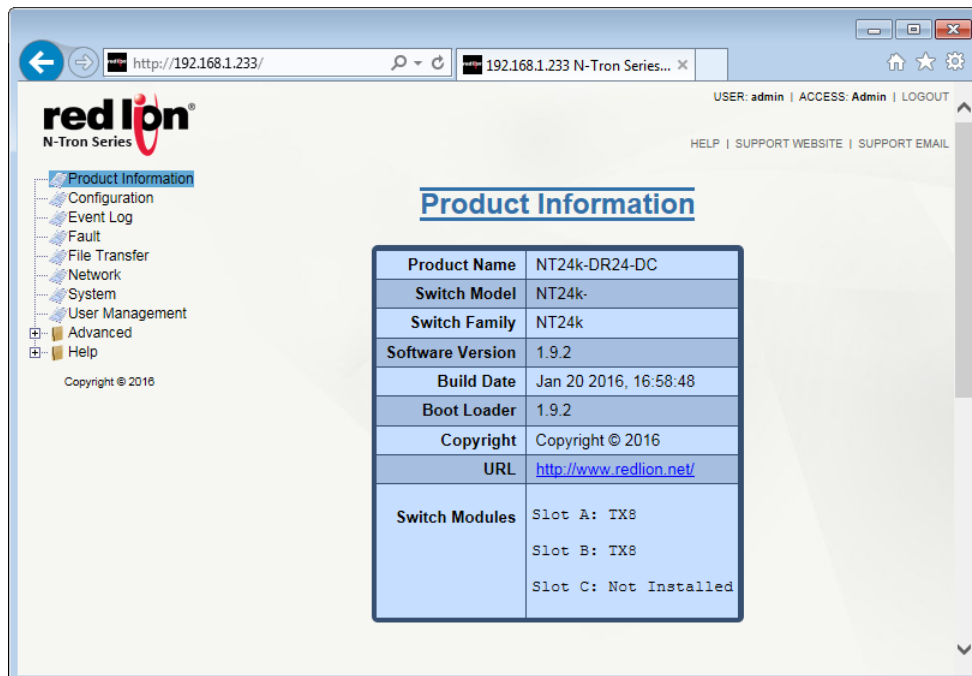 http://192.168.1.233/
192.168.1.233 N-Tron Series...
USER: admin | ACCESS: Admin | LOGOUT
red lion®
N-Tron Series
HELP | SUPPORT WEBSITE | SUPPORT EMAIL
Product Information
Configuration
Event Log
Fault
File Transfer
Network
System
User Management
Advanced
Help
Copyright © 2016
Product Information
Product Name NT24k-DR24-DC
Switch Model NT24k-
Switch Family NT24k
Software Version 1.9.2
Build Date Jan 20 2016, 16:58:48
Boot Loader 1.9.2
Copyright Copyright © 2016
URL http://www.redlion.net/
Switch Modules
Slot A: TX8
Slot B: TX8
Slot C: Not Installed